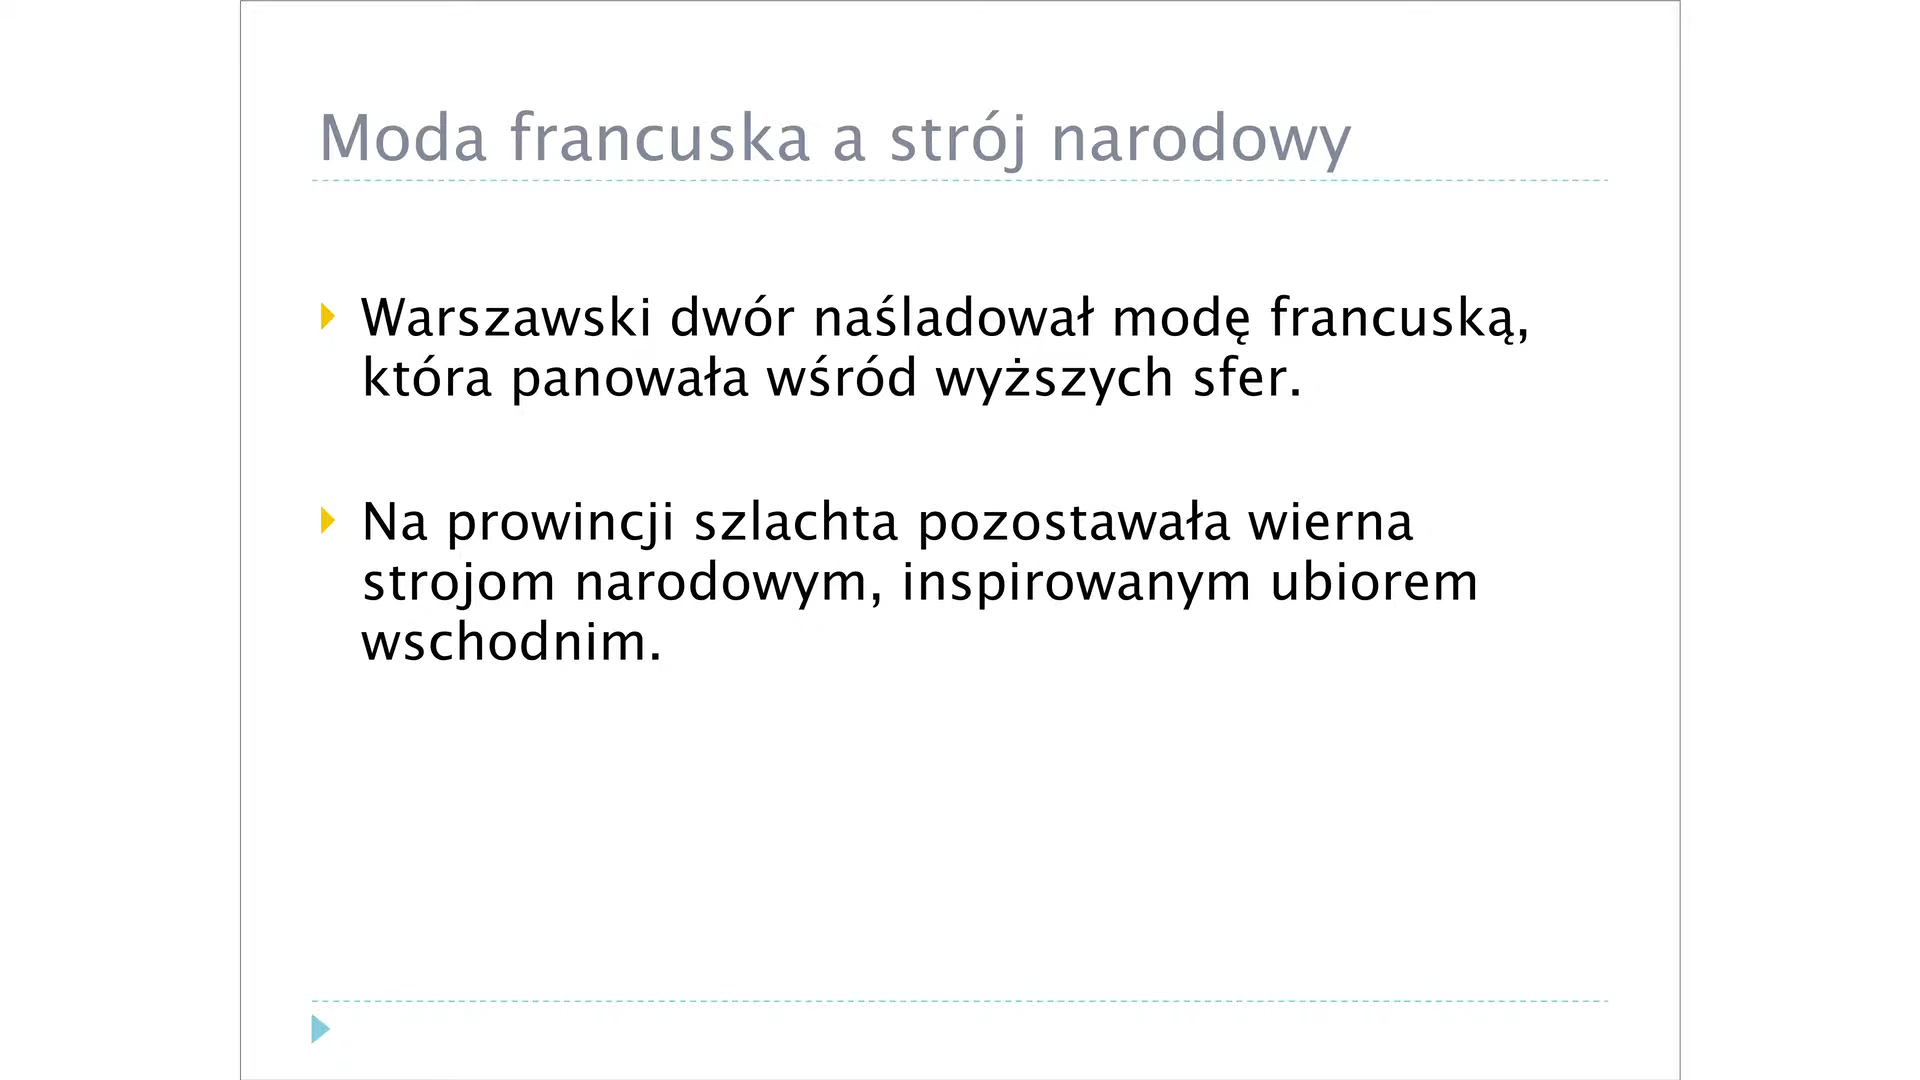 Moda francuska a strój narodowy
Warszawski dwór naśladował modę francuską,
która panowała wśród wyższych sfer.
Na prowincji szlachta pozostawała wierna
strojom narodowym, inspirowanym ubiorem
wschodnim.